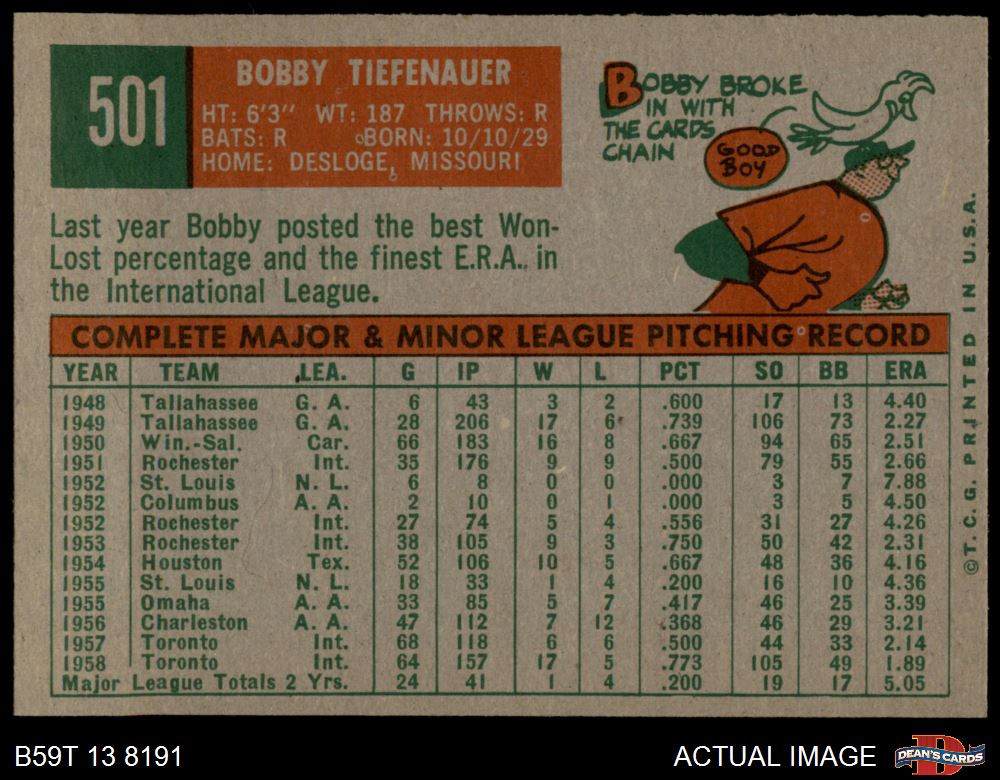 501
BOBBY TIEFENAUER
HT: 6'3" WT: 187 THROWS: R
BATS: R BORN: 10/10/29
HOME: DESLOGE, MISSOURI
BOBBY BROKE
IN WITH
THE CARDS
CHAIN
GOOD
BOY
Last year Bobby posted the best Won-
Lost percentage and the finest E.R.A. in
the International League.
COMPLETE MAJOR & MINOR LEAGUE PITCHING RECORD
YEAR TEAM LEA. G IP W L PCT SO BB ERA
1948 Tallahassee G. A. 6 43 3 2 .600 17 13 4.40
1949 Tallahassee G. A. 28 206 17 6 .739 106 73 2.27
1950 Win.-Sal. Car. 66 183 16 8 .667 94 65 2.51
1951 Rochester Int. 35 176 9 9 .500 79 55 2.66
1952 St. Louis N. L. 6 8 0 0 .000 3 7 7.88
1952 Columbus A. A. 2 10 0 1 .000 3 5 4.50
1952 Rochester Int. 27 74 5 4 .556 31 27 4.26
1953 Rochester Int. 38 105 9 3 .750 50 42 2.31
1954 Houston Tex. 52 106 10 5 .667 48 36 4.16
1955 St. Louis N. L. 18 33 1 4 .200 16 10 4.36
1955 Omaha A. A. 33 85 5 7 .417 46 25 3.39
1956 Charleston A. A. 47 112 7 12 .368 46 29 3.21
1957 Toronto Int. 68 118 6 6 .500 44 33 2.14
1958 Toronto Int. 64 157 17 5 .773 105 49 1.89
Major League Totals 2 Yrs. 24 41 1 4 .200 19 17 5.05
©T. C. G. PRINTED IN U. S. A.
B59T 13 8191
ACTUAL IMAGE
DEAN'S CARDS